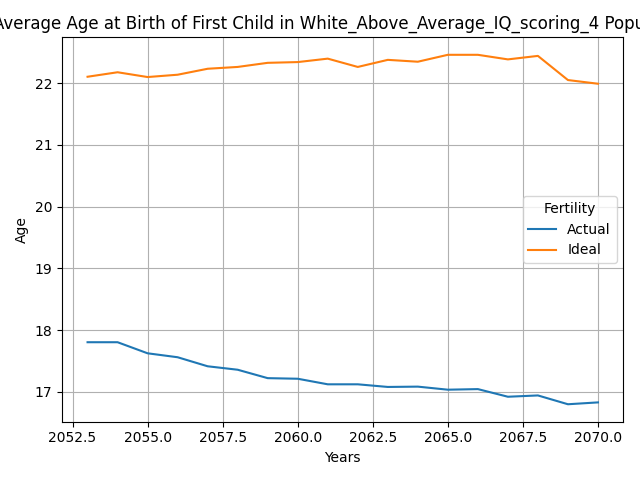 Average Age at Birth of First Child in White_Above_Average_IQ_scoring_4 Popu
22
21
20
19
18
17
Age
Fertility
Actual
Ideal
2052.5 2055.0 2057.5 2060.0 2062.5 2065.0 2067.5 2070.0
Years